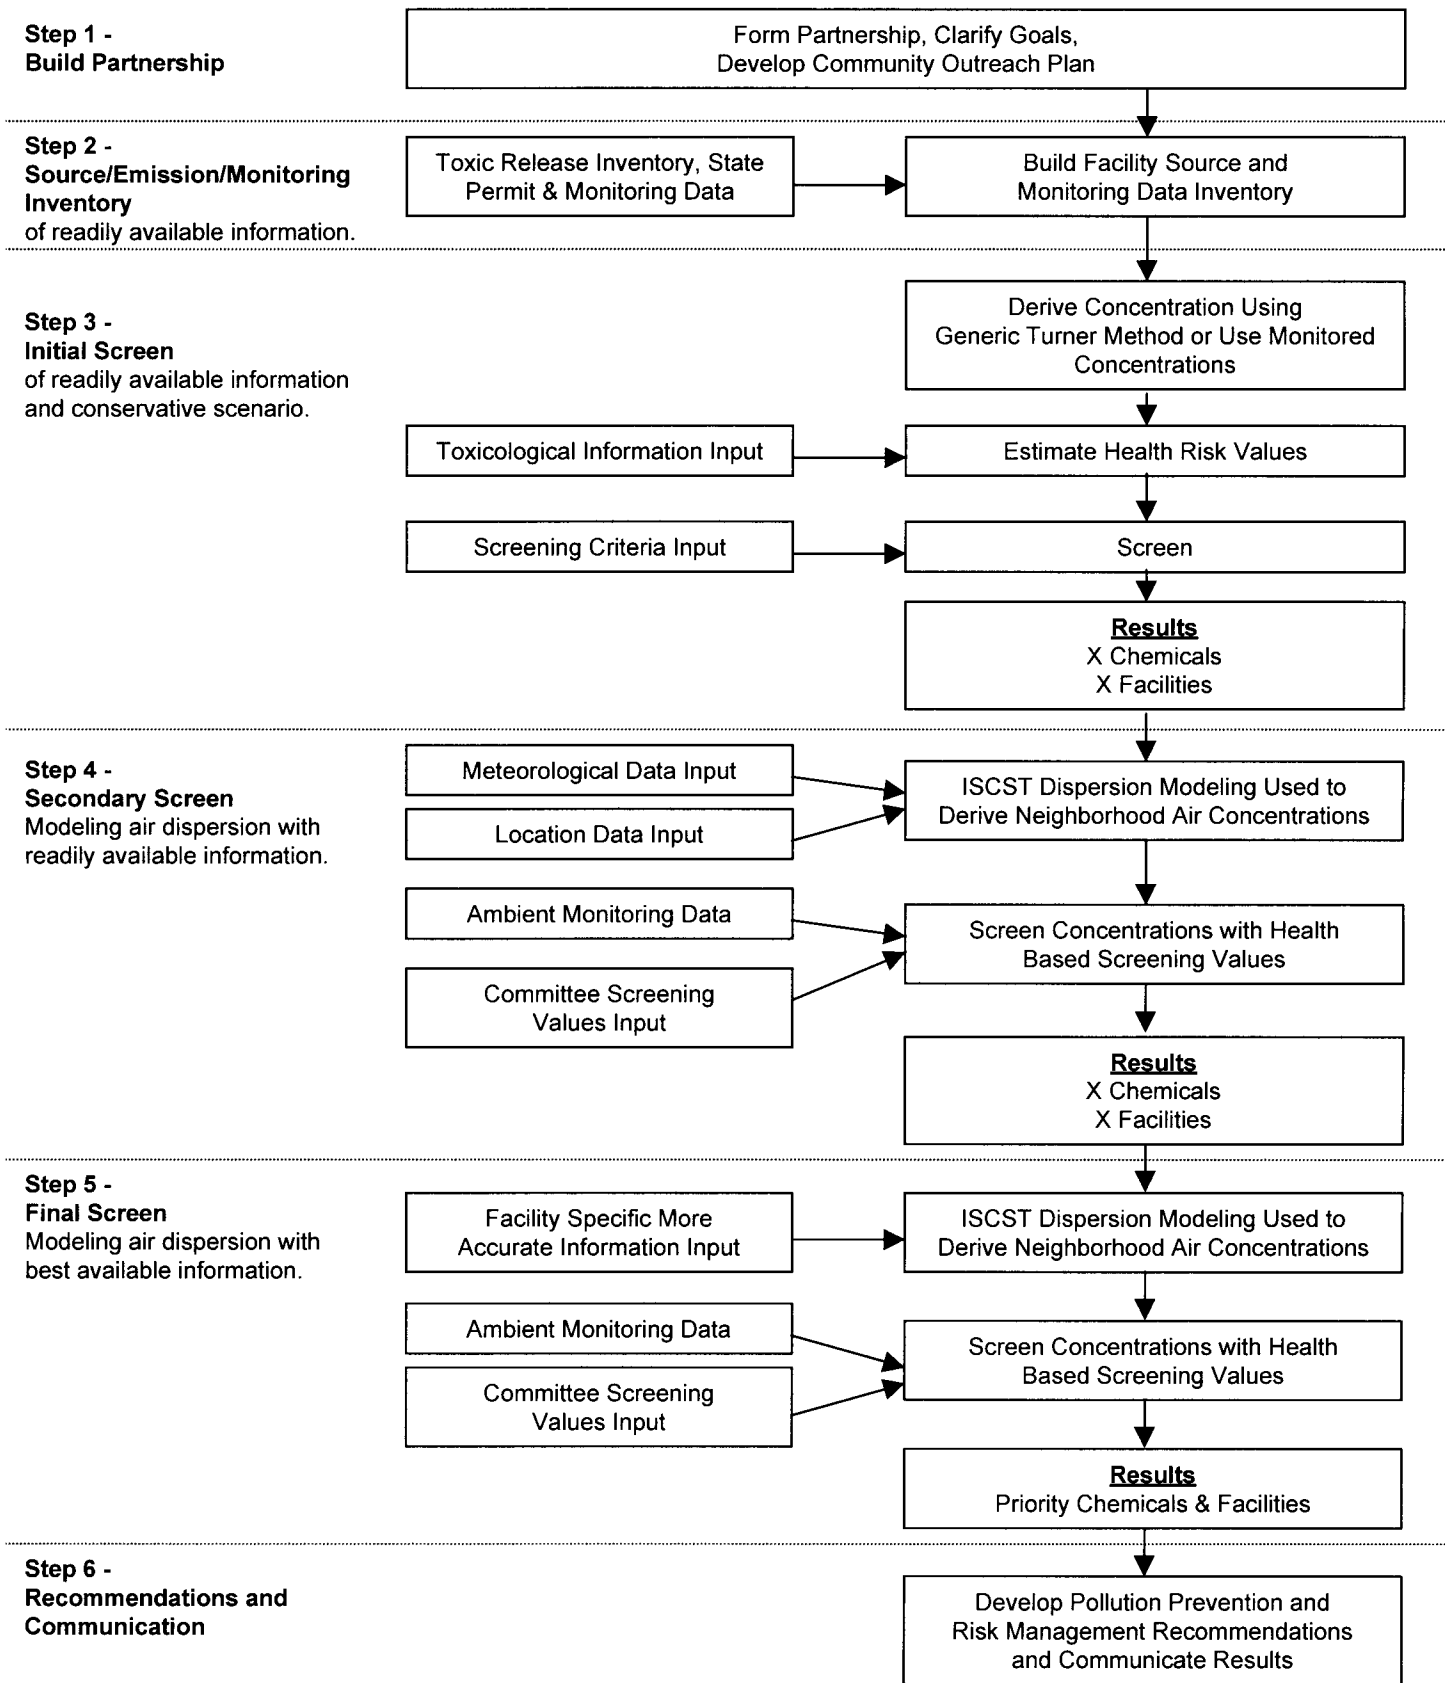 Step 1 -
Build Partnership
Form Partnership, Clarify Goals,
Develop Community Outreach Plan
Step 2 -
Source/Emission/Monitoring
Inventory
of readily available information.
Toxic Release Inventory, State
Permit & Monitoring Data
Build Facility Source and
Monitoring Data Inventory
Step 3 -
Initial Screen
of readily available information
and conservative scenario.
Derive Concentration Using
Generic Turner Method or Use Monitored
Concentrations
Toxicological Information Input
Estimate Health Risk Values
Screening Criteria Input
Screen
Results
X Chemicals
X Facilities
Step 4 -
Secondary Screen
Modeling air dispersion with
readily available information.
Meteorological Data Input
Location Data Input
ISCST Dispersion Modeling Used to
Derive Neighborhood Air Concentrations
Ambient Monitoring Data
Committee Screening
Values Input
Screen Concentrations with Health
Based Screening Values
Results
X Chemicals
X Facilities
Step 5 -
Final Screen
Modeling air dispersion with
best available information.
Facility Specific More
Accurate Information Input
ISCST Dispersion Modeling Used to
Derive Neighborhood Air Concentrations
Ambient Monitoring Data
Committee Screening
Values Input
Screen Concentrations with Health
Based Screening Values
Results
Priority Chemicals & Facilities
Step 6 -
Recommendations and
Communication
Develop Pollution Prevention and
Risk Management Recommendations
and Communicate Results